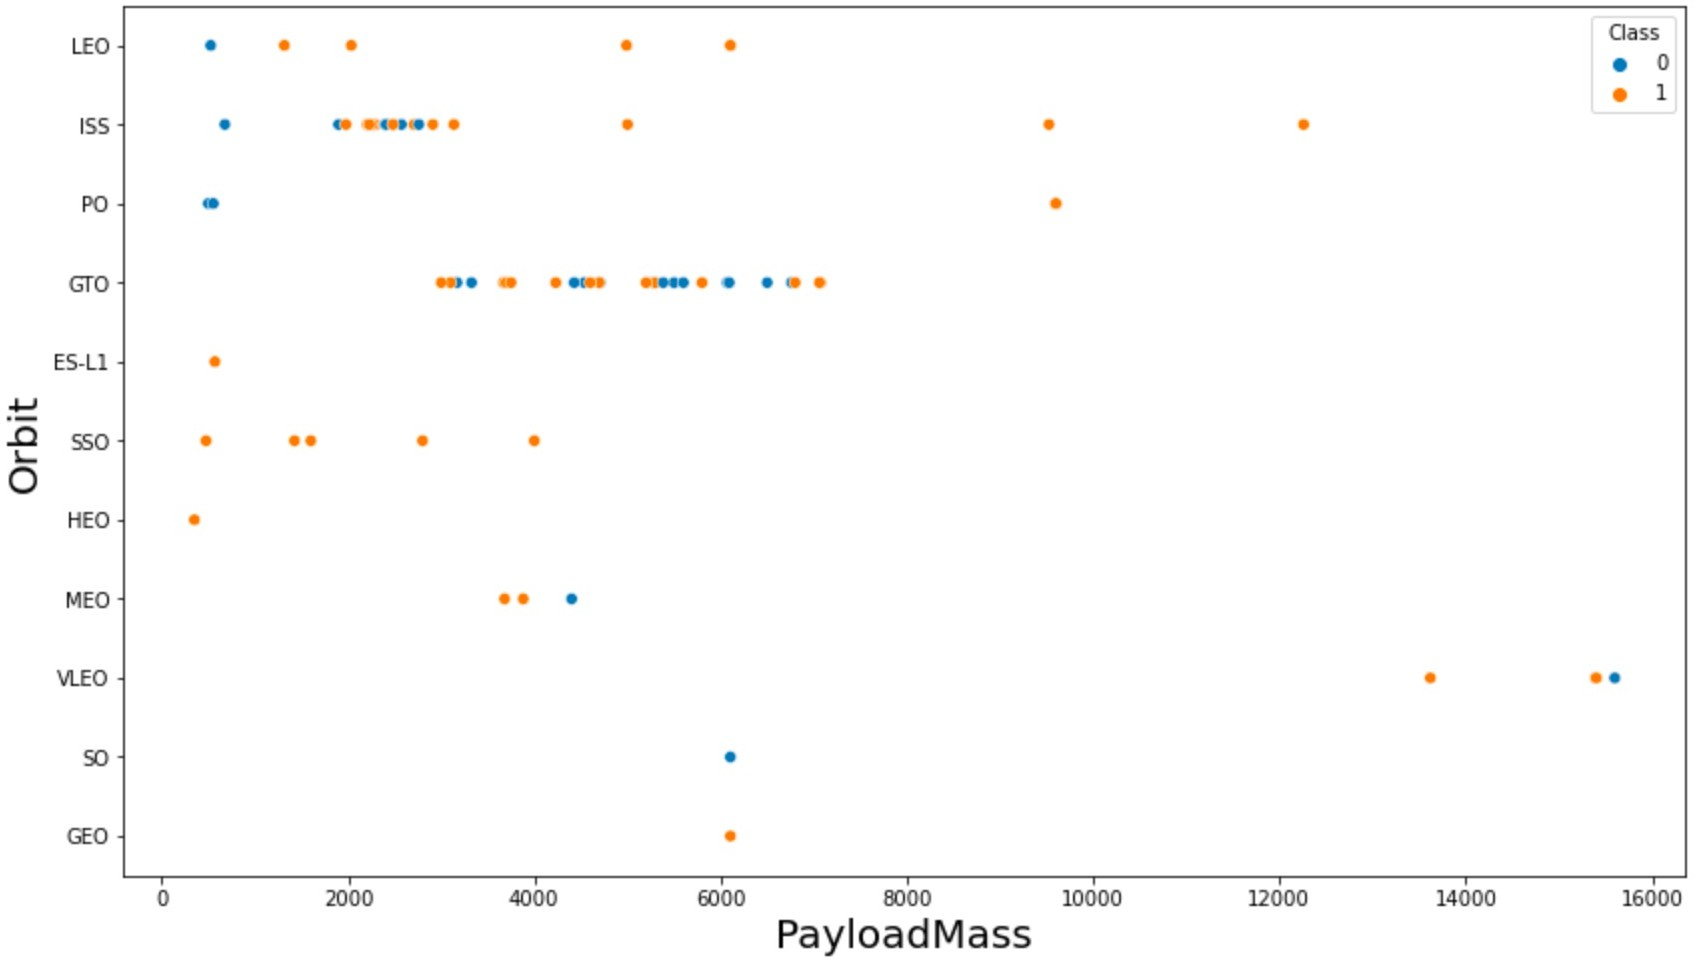 LEO
ISS
PO
GTO
ES-L1
SSO
HEO
MEO
VLEO
SO
GEO
Orbit
0 2000 4000 6000 8000 10000 12000 14000 16000
PayloadMass
Class
0
1